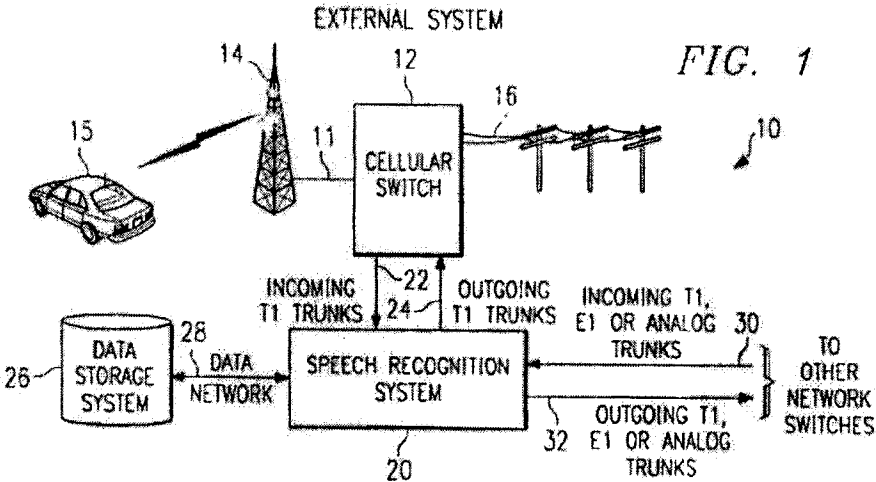 EXTERNAL SYSTEM
FIG. 1
14
12
16
10
15
11
CELLULAR
SWITCH
22
24
INCOMING
T1 TRUNKS
OUTGOING
T1 TRUNKS
INCOMING T1,
E1 OR ANALOG
TRUNKS
30
26
DATA
STORAGE
SYSTEM
28
DATA
NETWORK
SPEECH RECOGNITION
SYSTEM
TO
OTHER
NETWORK
SWITCHES
20
32
OUTGOING T1,
E1 OR ANALOG
TRUNKS